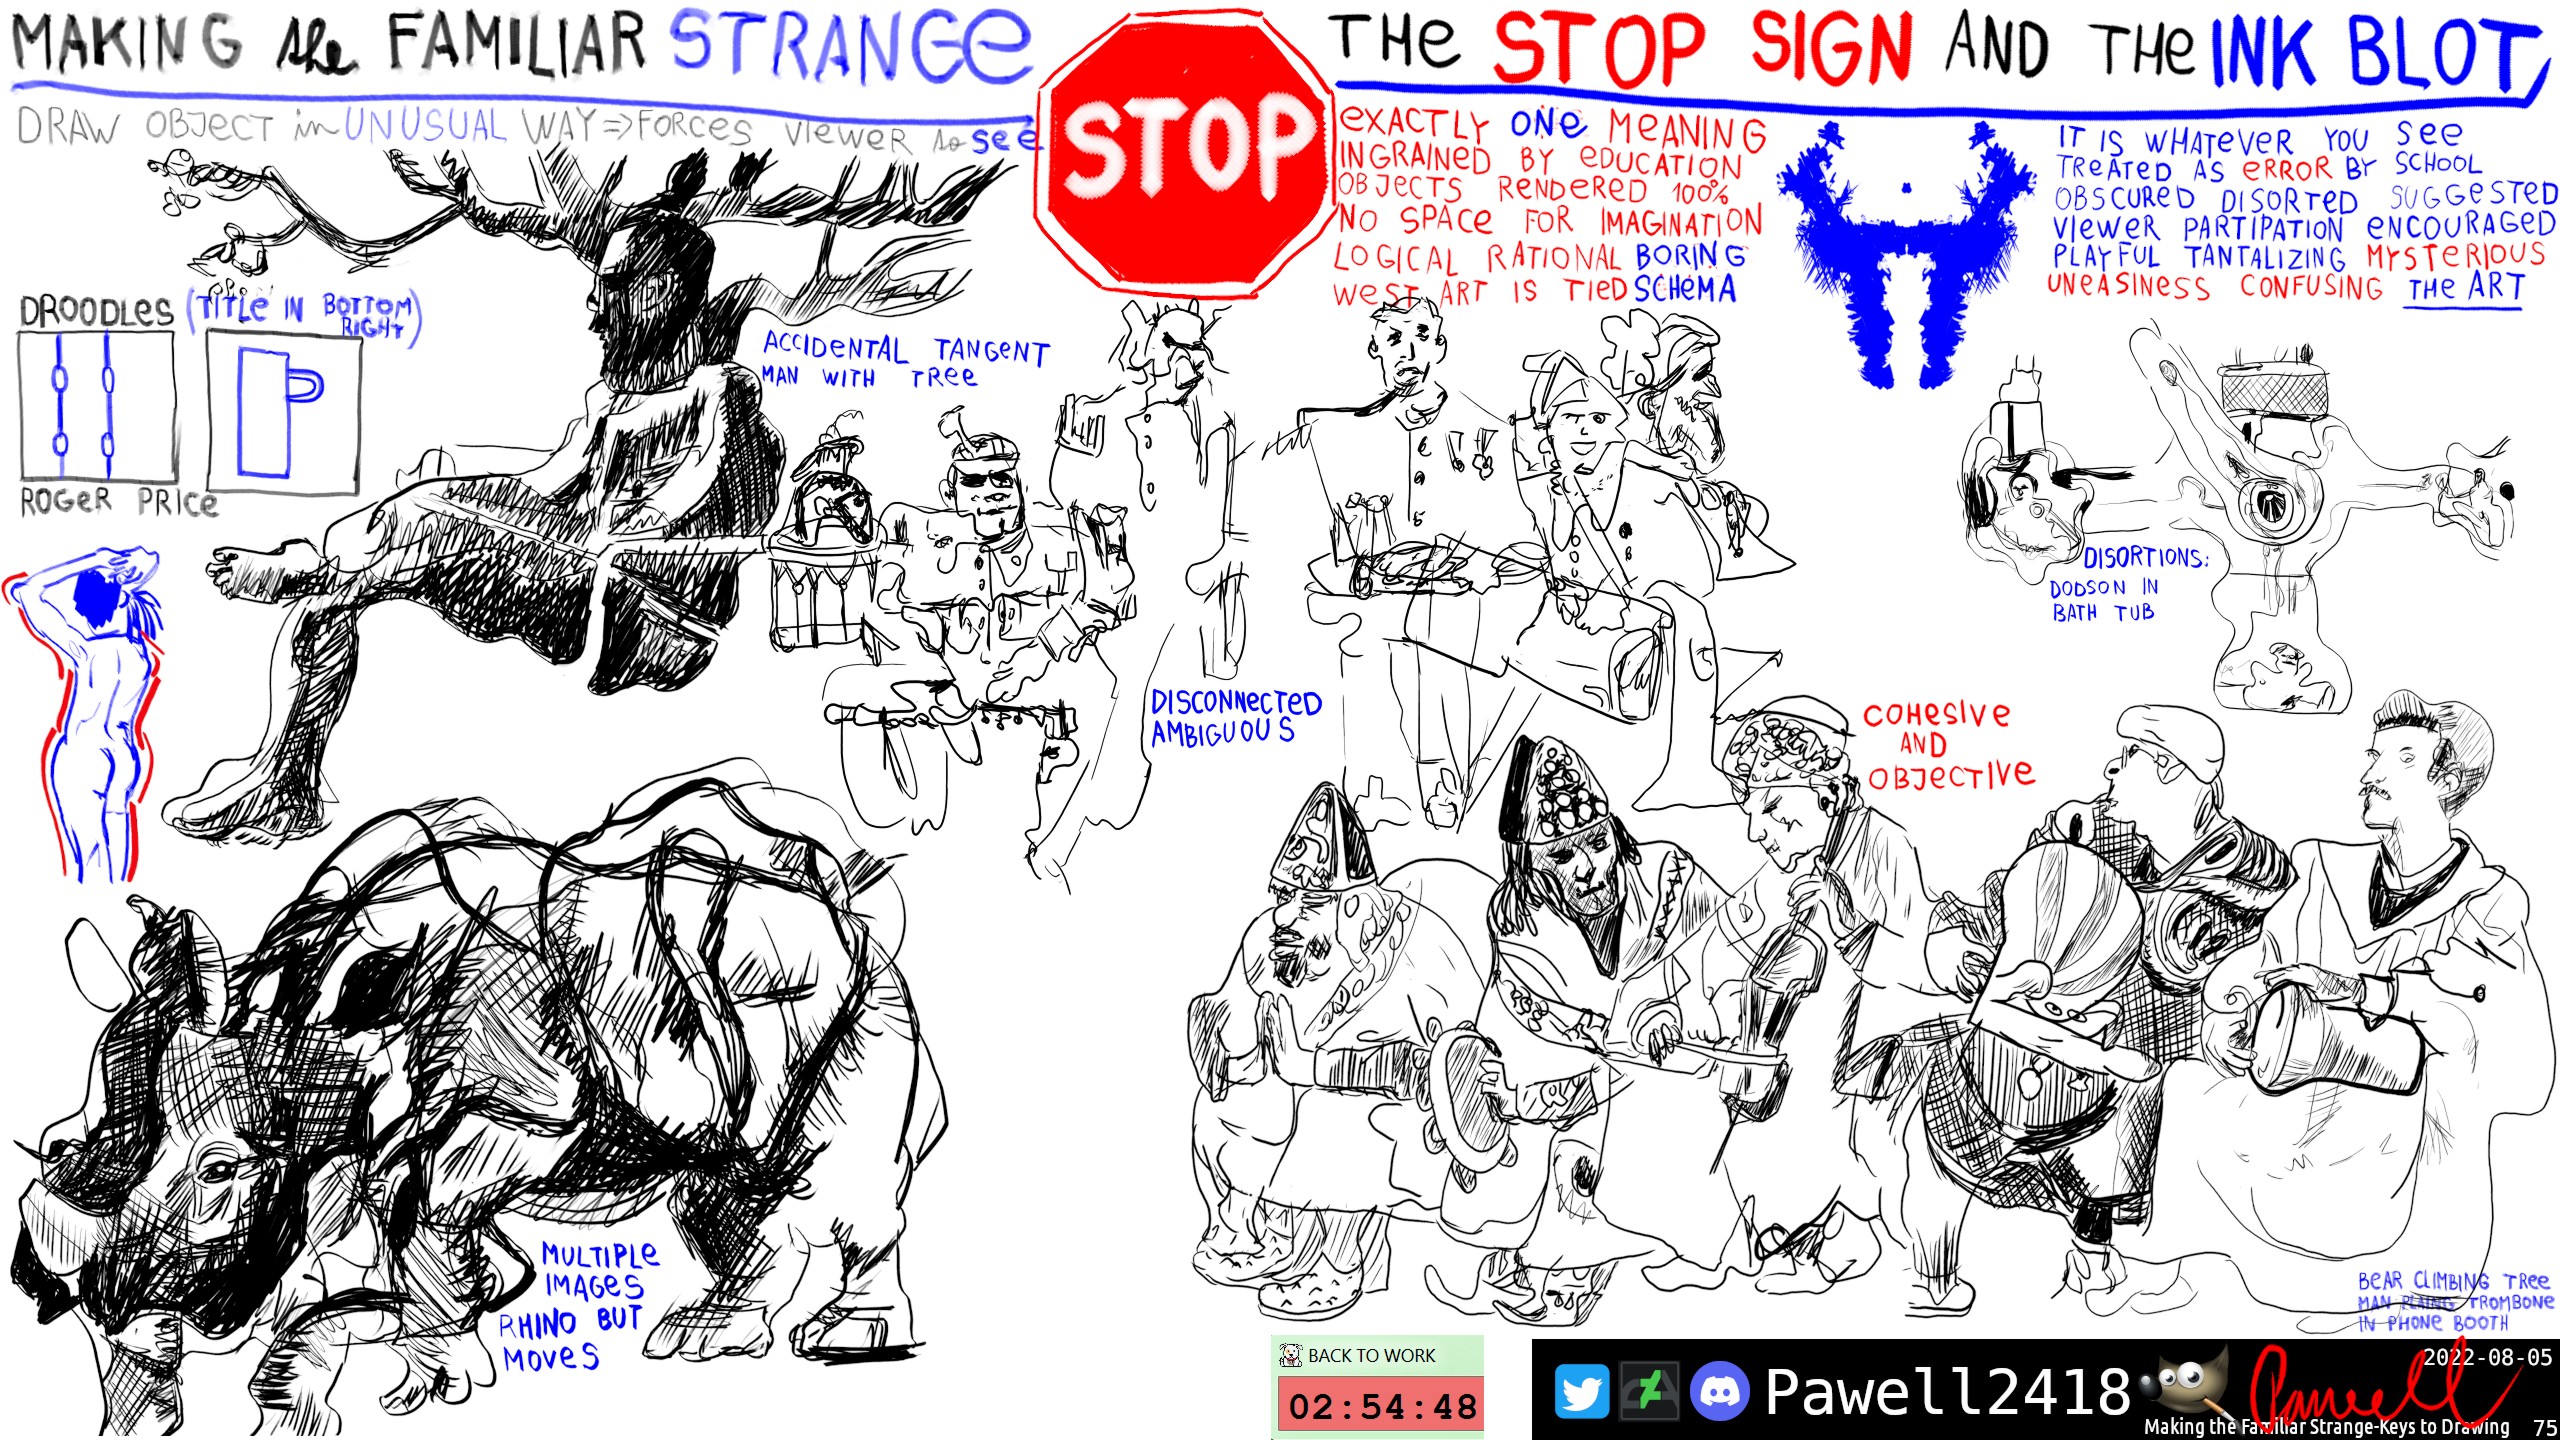 MAKING the FAMILIAR STRANGE
DRAW OBJECT in UNUSUAL WAY => FORCES VIEWER to see
STOP
THE STOP SIGN AND THE INK BLOT
EXACTLY ONE MEANING
INGRAINED BY EDUCATION
OBJECTS RENDERED 100%
NO SPACE FOR IMAGINATION
LOGICAL RATIONAL BORING
WEST ART IS TIED SCHEMA
IT IS WHATEVER YOU SEE
TREATED AS ERROR BY SCHOOL
OBSCURED DISORTED SUGGESTED
VIEWER PARTIPATION ENCOURAGED
PLAYFUL TANTALIZING MYSTERIOUS
UNEASINESS CONFUSING THE ART
DROODLES (TITLE IN BOTTOM
RIGHT)
ROGER PRICE
ACCIDENTAL TANGENT
MAN WITH TREE
DISORTIONS:
DODSON IN
BATH TUB
DISCONNECTED
AMBIGUOUS
COHESIVE
AND
OBJECTIVE
MULTIPLE
IMAGES
RHINO BUT
MOVES
BEAR CLIMBING TREE
MAN PLAING TROMBONE
IN PHONE BOOTH
BACK TO WORK
02:54:48
Pawell2418
2022-08-05
Pawell
Making the Familiar Strange-Keys to Drawing 75